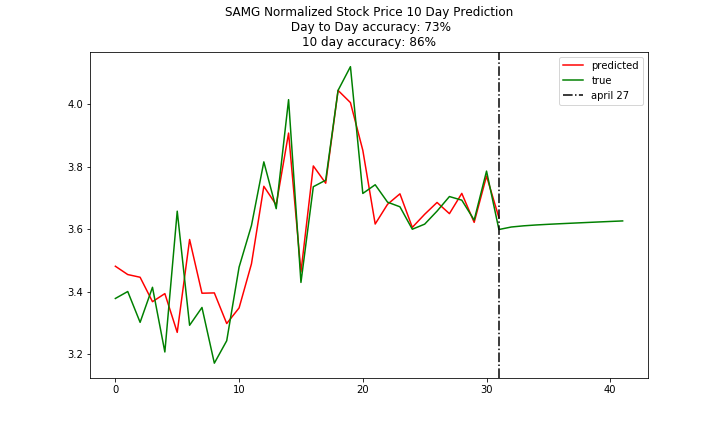 SAMG Normalized Stock Price 10 Day Prediction
Day to Day accuracy: 73%
10 day accuracy: 86%
predicted
true
april 27
4.0
3.8
3.6
3.4
3.2
0 10 20 30 40